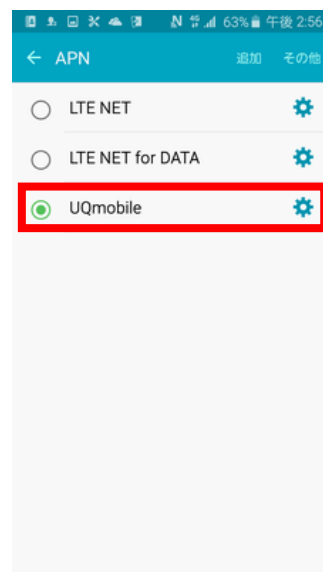 63% 午後 2:56
APN 追加 その他
LTE NET
LTE NET for DATA
UQmobile